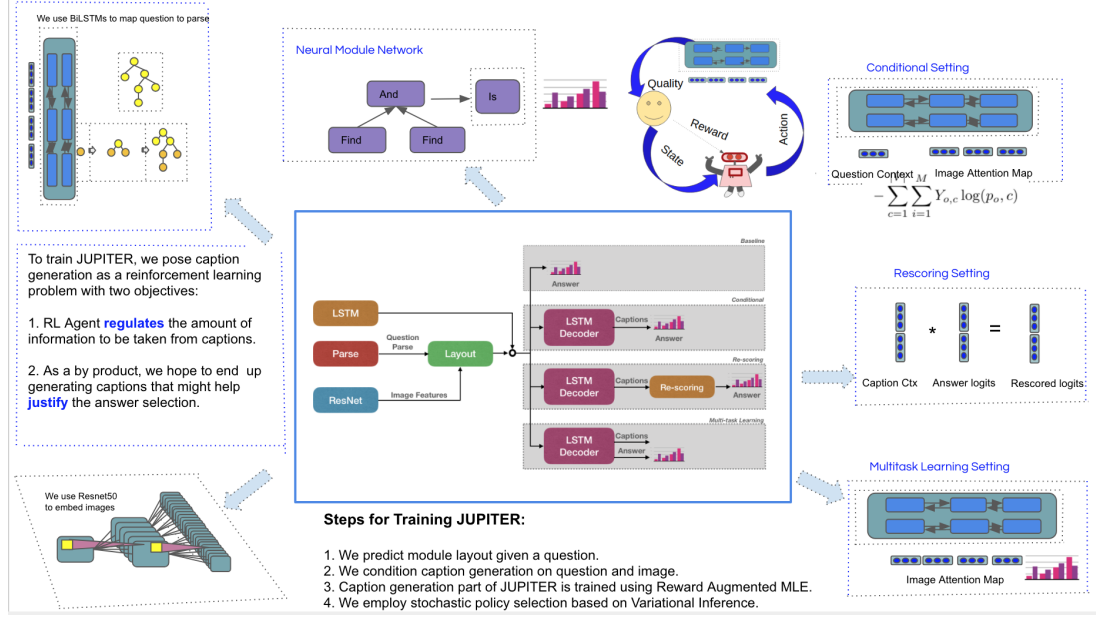 We use BiLSTMs to map question to parse
Neural Module Network
And
Is
Find
Find
Quality
Reward
State
Action
Conditional Setting
Question Context
Image Attention Map
− ∑ c=1 ∑ i=1 M Y o,c log(p o , c)
To train JUPITER, we pose caption
generation as a reinforcement learning
problem with two objectives:
1. RL Agent regulates the amount of
information to be taken from captions.
2. As a by product, we hope to end up
generating captions that might help
justify the answer selection.
Baseline
Answer
Conditional
LSTM
Parse
ResNet
Question
Parse
Image Features
Layout
LSTM
Decoder
Captions
Answer
Re-scoring
LSTM
Decoder
Captions
Re-scoring
Answer
Multi-task Learning
LSTM
Decoder
Captions
Answer
Rescoring Setting
*
=
Caption Ctx
Answer logits
Rescored logits
Multitask Learning Setting
Image Attention Map
We use Resnet50
to embed images
Steps for Training JUPITER:
1. We predict module layout given a question.
2. We condition caption generation on question and image.
3. Caption generation part of JUPITER is trained using Reward Augmented MLE.
4. We employ stochastic policy selection based on Variational Inference.